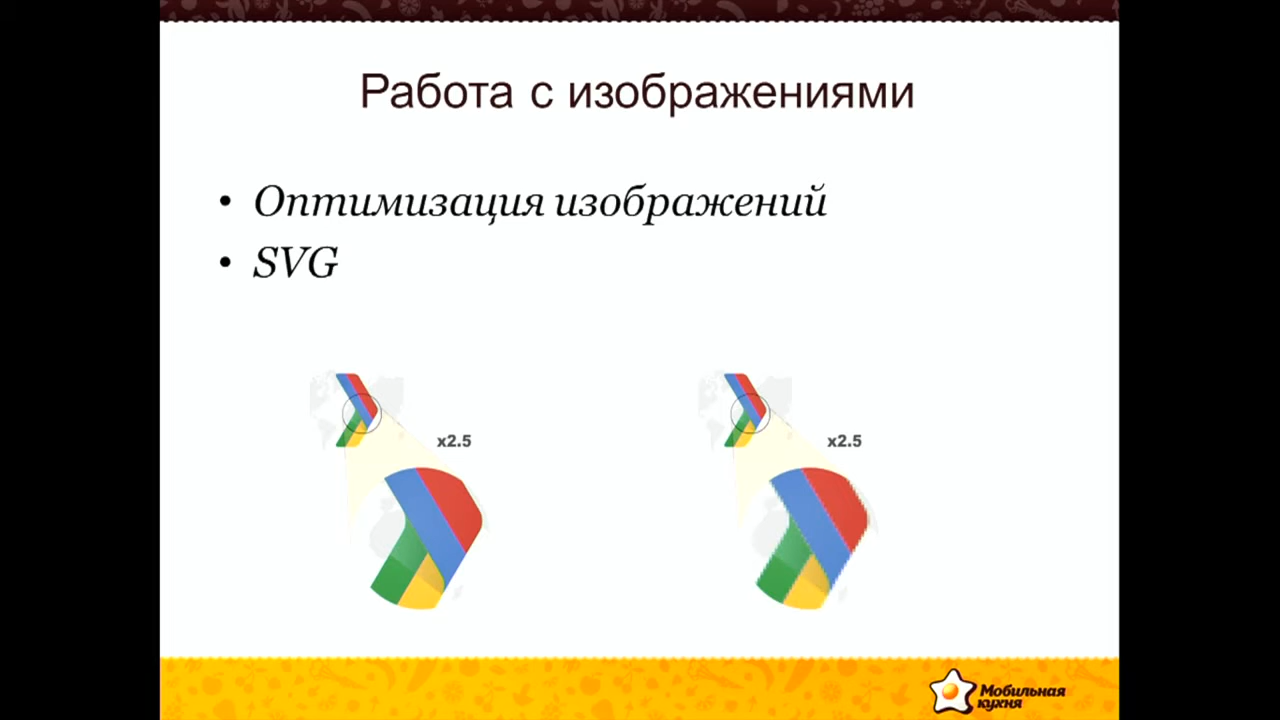 Работа с изображениями
• Оптимизация изображений
• SVG
x2.5
x2.5
Мобильная
кухня